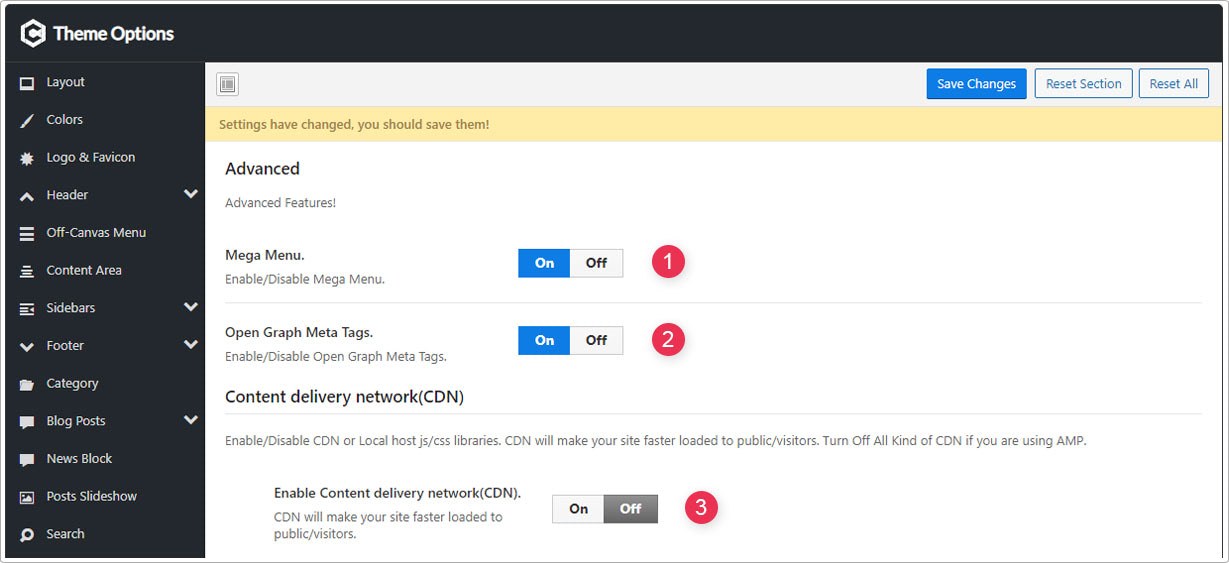 Theme Options
Layout
Colors
Logo & Favicon
Header
Off-Canvas Menu
Content Area
Sidebars
Footer
Category
Blog Posts
News Block
Posts Slideshow
Search
Save Changes Reset Section Reset All
Settings have changed, you should save them!
Advanced
Advanced Features!
Mega Menu.
Enable/Disable Mega Menu.
On Off 1
Open Graph Meta Tags.
Enable/Disable Open Graph Meta Tags.
On Off 2
Content delivery network(CDN)
Enable/Disable CDN or Local host js/css libraries. CDN will make your site faster loaded to public/visitors. Turn Off All Kind of CDN if you are using AMP.
Enable Content delivery network(CDN).
CDN will make your site faster loaded to
public/visitors.
On Off 3